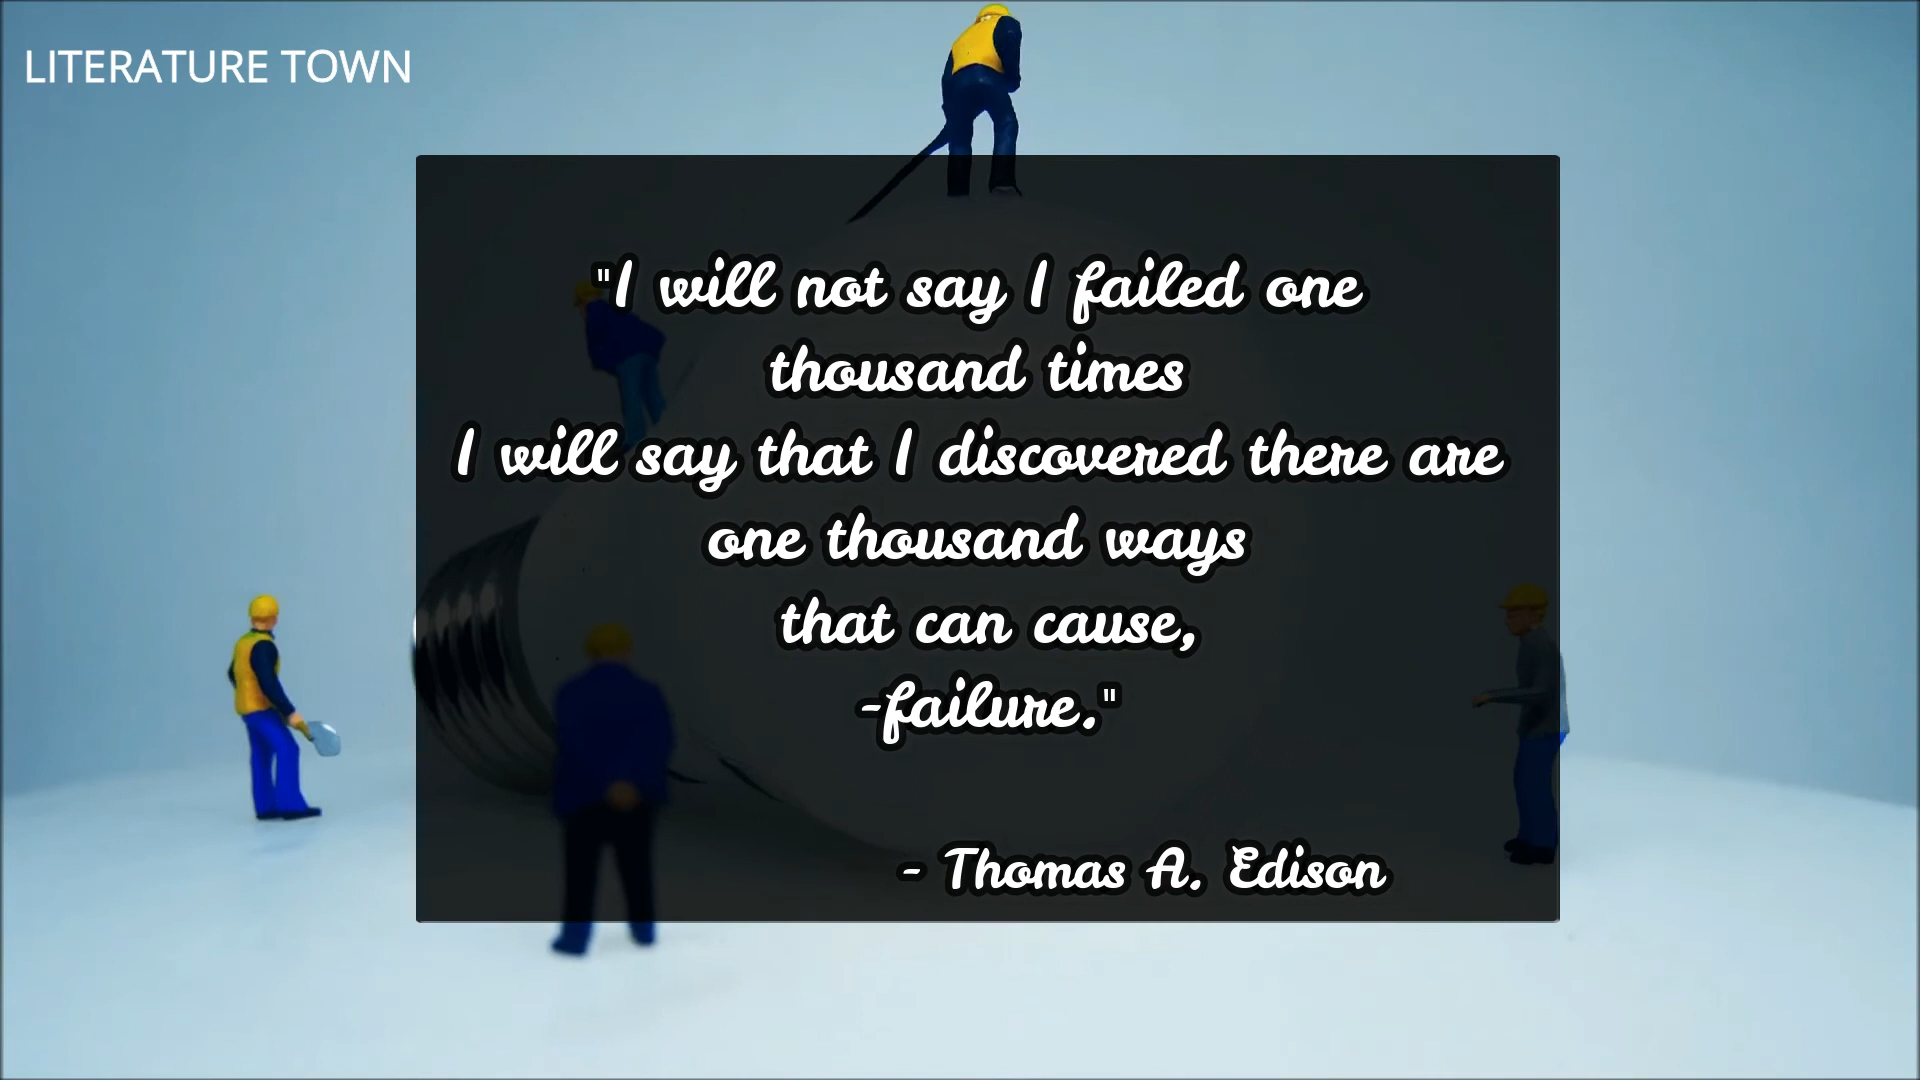 LITERATURE TOWN
"I will not say I failed one
thousand times
I will say that I discovered there are
one thousand ways
that can cause,
-failure."
- Thomas A. Edison